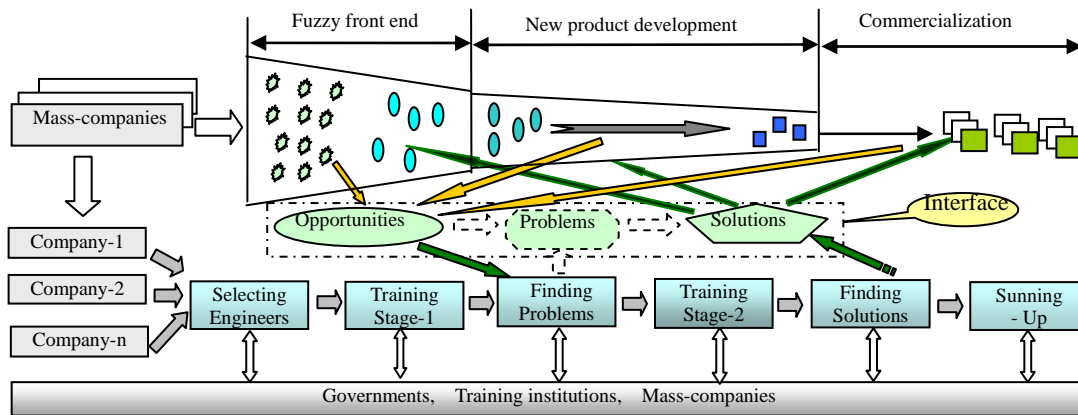 Fuzzy front end
New product development
Commercialization
Mass-companies
Opportunities
Problems
Solutions
Interface
Company-1
Company-2
Company-n
Selecting
Engineers
Training
Stage-1
Finding
Problems
Training
Stage-2
Finding
Solutions
Sunning
- Up
Governments, Training institutions, Mass-companies